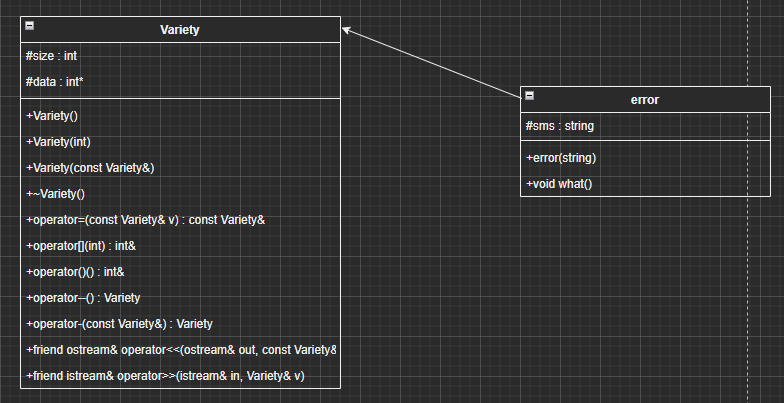 Variety
#size : int
#data : int*
+Variety()
+Variety(int)
+Variety(const Variety&)
+~Variety()
+operator=(const Variety& v) : const Variety&
+operator[](int) : int&
+operator()() : int&
+operator--() : Variety
+operator-(const Variety&) : Variety
+friend ostream& operator<<(ostream& out, const Variety&
+friend istream& operator>>(istream& in, Variety& v)
error
#sms : string
+error(string)
+void what()